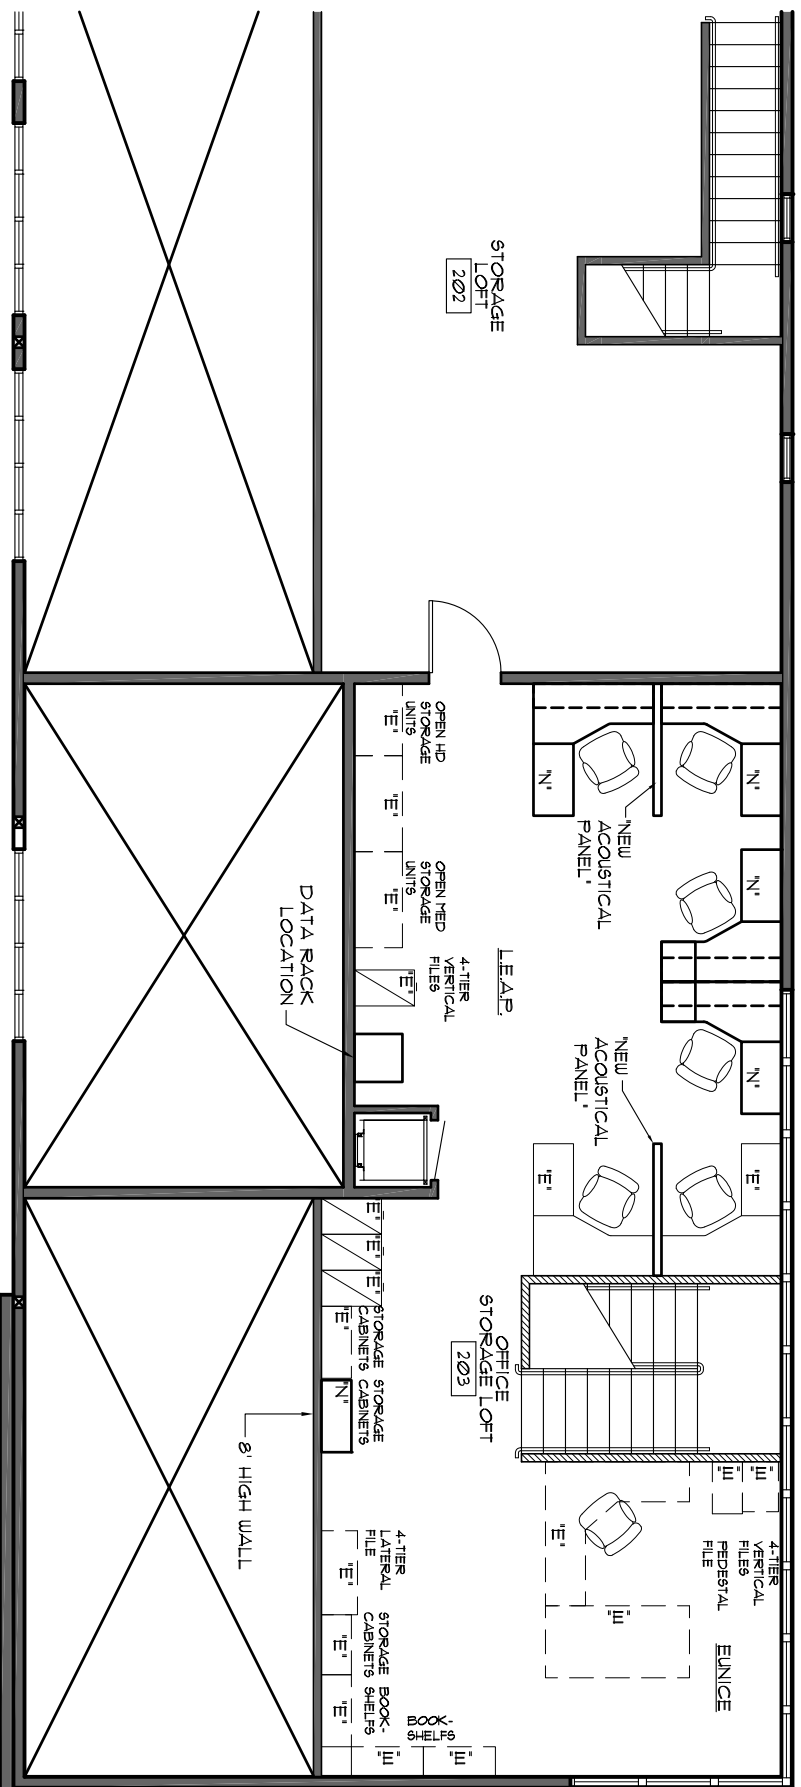 STORAGE
LOFT
202
OPEN HD
STORAGE
UNITS
"E"
"E"
OPEN MED
STORAGE
UNITS
"E"
4-TIER
VERTICAL
FILES
"E"
DATA RACK
LOCATION
L.E.A.P.
"N"
"N"
"NEW
ACOUSTICAL
PANEL"
"N"
"N"
"NEW
ACOUSTICAL
PANEL"
"E"
"E"
"E"
"E"
"E"
STORAGE
CABINETS
"E"
STORAGE
CABINETS
"N"
OFFICE
STORAGE LOFT
203
8' HIGH WALL
4-TIER
LATERAL
FILE
"E"
STORAGE
CABINETS
"E"
BOOK-
SHELFS
"E"
BOOK-
SHELFS
"E"
"E"
"E"
"E"
"E"
"E"
4-TIER
VERTICAL
FILES
PEDESTAL
FILE
EUNICE